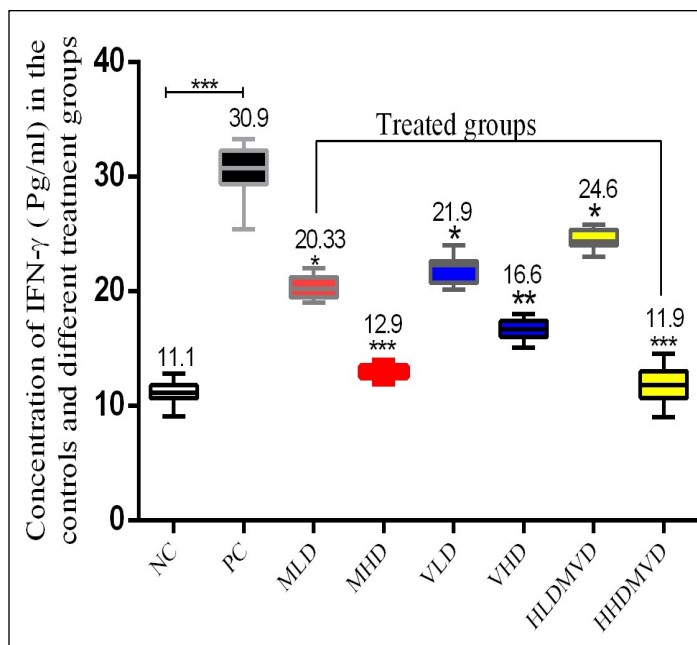 Concentration of IFN-γ ( Pg/ml) in the
controls and different treatment groups
40
30
20
10
0
***
30.9
Treated groups
11.1
20.33
*
12.9
***
21.9
*
16.6
**
24.6
*
11.9
***
NC
PC
MLD
MHD
VLD
VHD
HLDMVD
HHDMVD